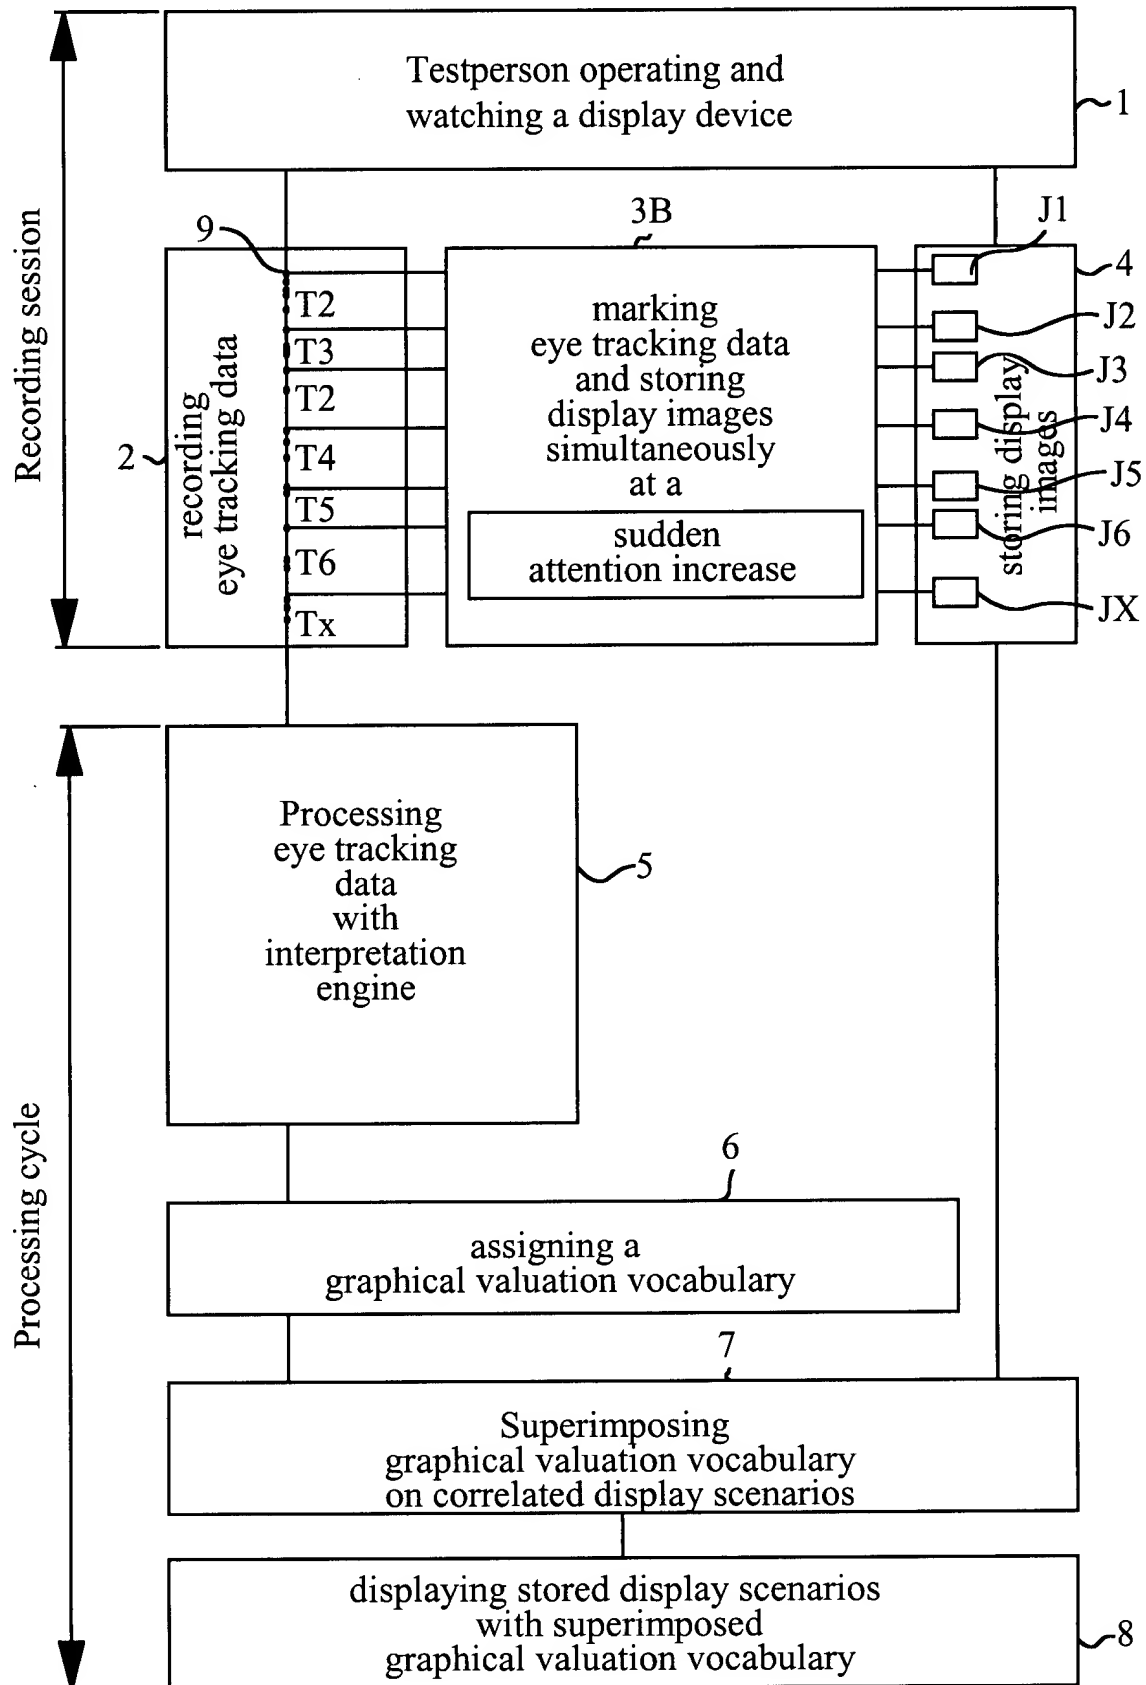 Testperson operating and
watching a display device
1
Recording session
9
3B
J1
4
2
recording
eye tracking data
T2
T3
T2
T4
T5
T6
Tx
marking
eye tracking data
and storing
display images
simultaneously
at a
sudden
attention increase
storing display
images
J2
J3
J4
J5
J6
JX
Processing cycle
Processing
eye tracking
data
with
interpretation
engine
5
6
assigning a
graphical valuation vocabulary
7
Superimposing
graphical valuation vocabulary
on correlated display scenarios
displaying stored display scenarios
with superimposed
graphical valuation vocabulary
8